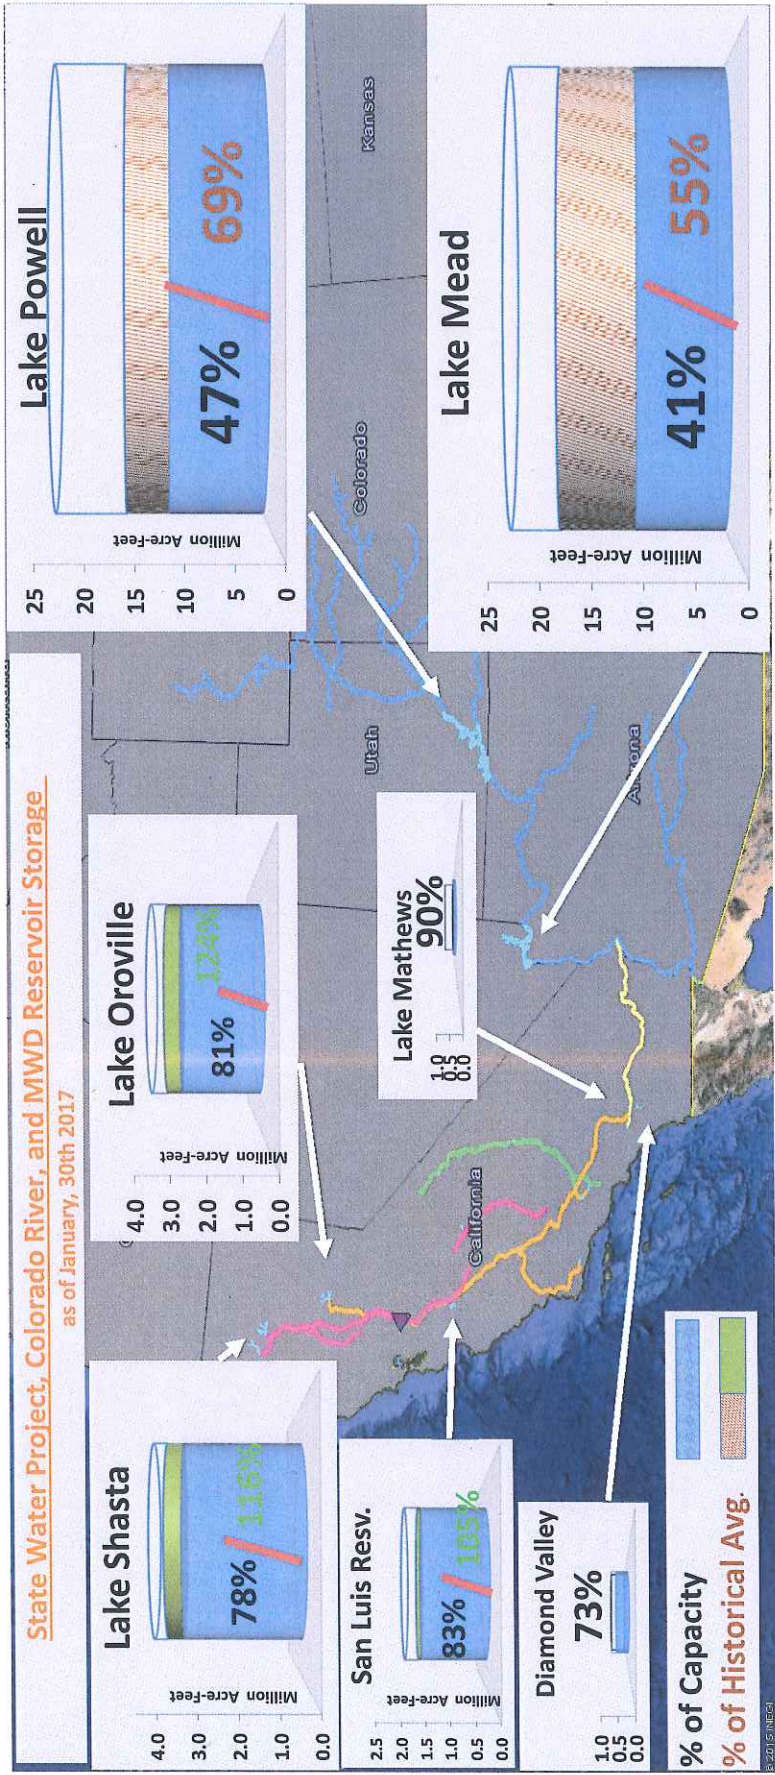 State Water Project, Colorado River, and MWD Reservoir Storage
as of January, 30th 2017
Lake Shasta
4.0
3.0
2.0
1.0
0.0
Million Acre-Feet
78%
116%
Lake Oroville
4.0
3.0
2.0
1.0
0.0
Million Acre-Feet
81%
124%
Lake Powell
25
20
15
10
5
0
Million Acre-Feet
47%
69%
San Luis Resv.
2.5
2.0
1.5
1.0
0.5
0.0
Million Acre-Feet
83%
105%
Lake Mathews
1.0
0.5
0.0
90%
Lake Mead
25
20
15
10
5
0
Million Acre-Feet
41%
55%
Diamond Valley
1.0
0.5
0.0
73%
California
Utah
Colorado
Kansas
Arizona
% of Capacity
% of Historical Avg.
© 2015 INEGI